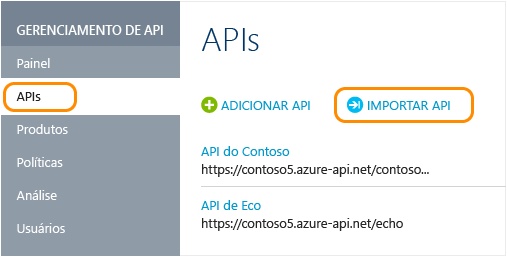 GERENCIAMENTO DE API
Painel
APIs
Produtos
Políticas
Análise
Usuários
APIs
ADICIONAR API
IMPORTAR API
API do Contoso
https://contoso5.azure-api.net/contoso...
API de Eco
https://contoso5.azure-api.net/echo